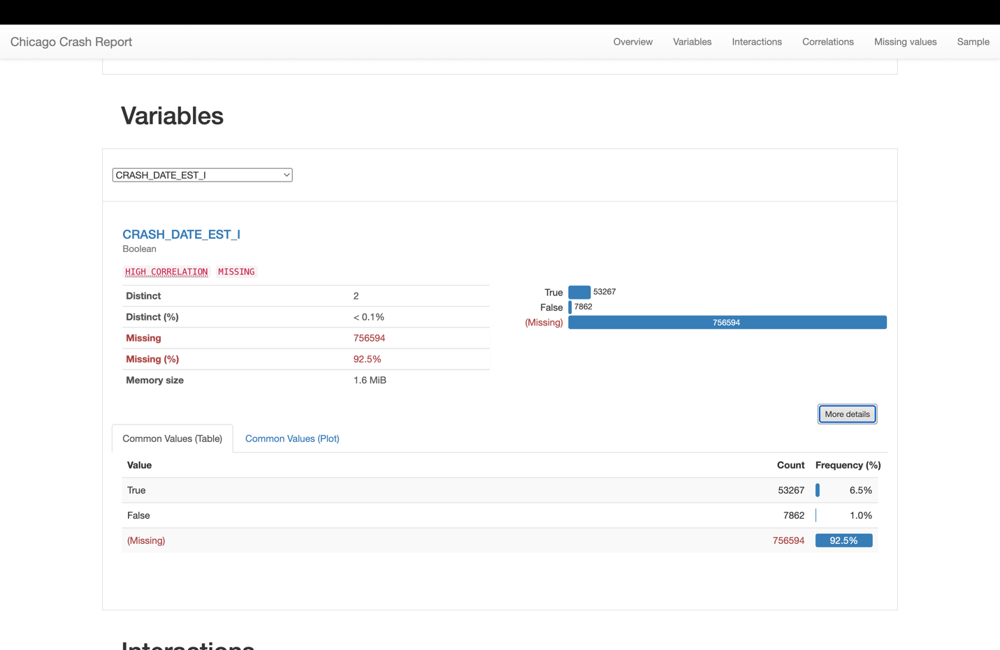 Chicago Crash Report
Overview Variables Interactions Correlations Missing values Sample
Variables
CRASH_DATE_EST_I
CRASH_DATE_EST_I
Boolean
HIGH CORRELATION MISSING
Distinct 2
Distinct (%) < 0.1%
Missing 756594
Missing (%) 92.5%
Memory size 1.6 MiB
True 53267
False 7862
(Missing) 756594
More details
Common Values (Table) Common Values (Plot)
Value Count Frequency (%)
True 53267 6.5%
False 7862 1.0%
(Missing) 756594 92.5%
Interactions